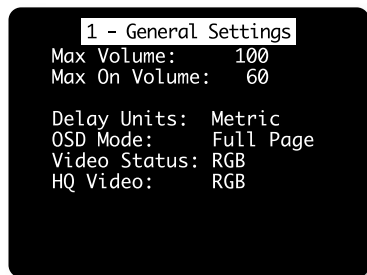 1 - General Settings
Max Volume: 100
Max On Volume: 60
Delay Units: Metric
OSD Mode: Full Page
Video Status: RGB
HQ Video: RGB